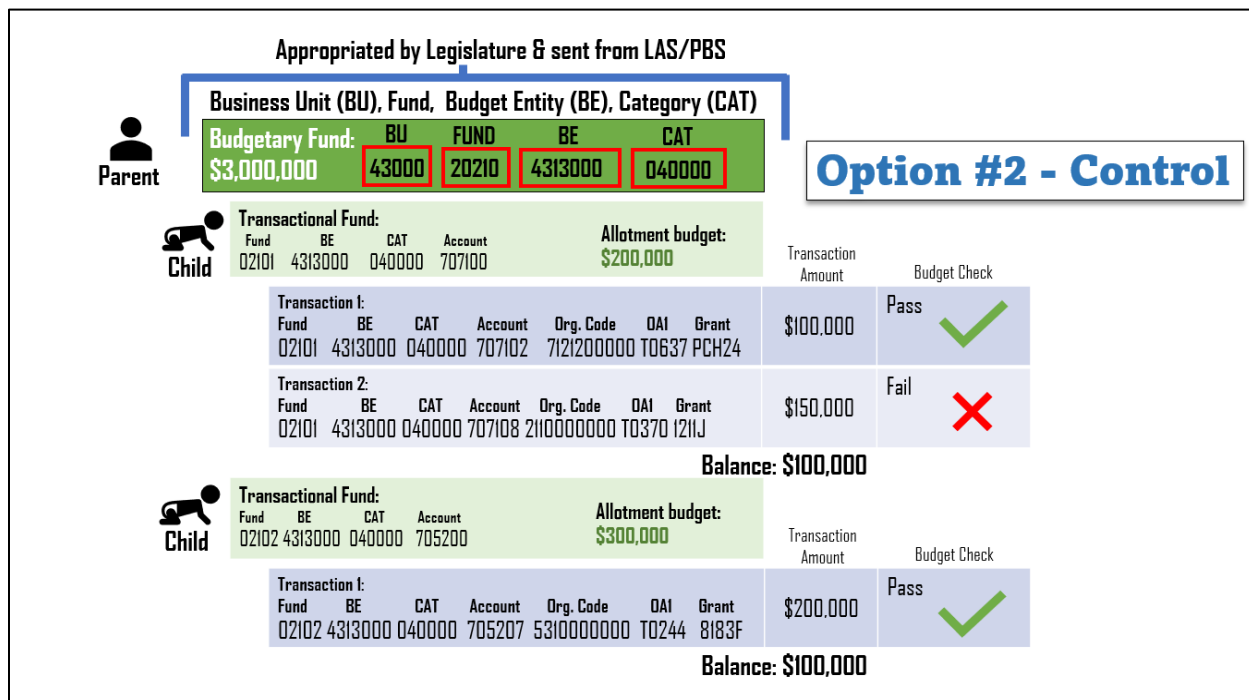 Appropriated by Legislature & sent from LAS/PBS
Business Unit (BU), Fund, Budget Entity (BE), Category (CAT)
Budgetary Fund: BU FUND BE CAT
$3,000,000 43000 20210 4313000 040000
Parent
Option #2 - Control
Transactional Fund:
Fund BE CAT Account
02101 4313000 040000 707100
Allotment budget:
$200,000
Child
Transaction
Amount
Budget Check
Transaction 1:
Fund BE CAT Account Org. Code OA1 Grant
02101 4313000 040000 707102 7121200000 T0637 PCH24
$100,000
Pass
Transaction 2:
Fund BE CAT Account Org. Code OA1 Grant
02101 4313000 040000 707108 2110000000 T0370 1211J
$150,000
Fail
Balance: $100,000
Transactional Fund:
Fund BE CAT Account
02102 4313000 040000 705200
Allotment budget:
$300,000
Child
Transaction
Amount
Budget Check
Transaction 1:
Fund BE CAT Account Org. Code OA1 Grant
02102 4313000 040000 705207 5310000000 T0244 8183F
$200,000
Pass
Balance: $100,000